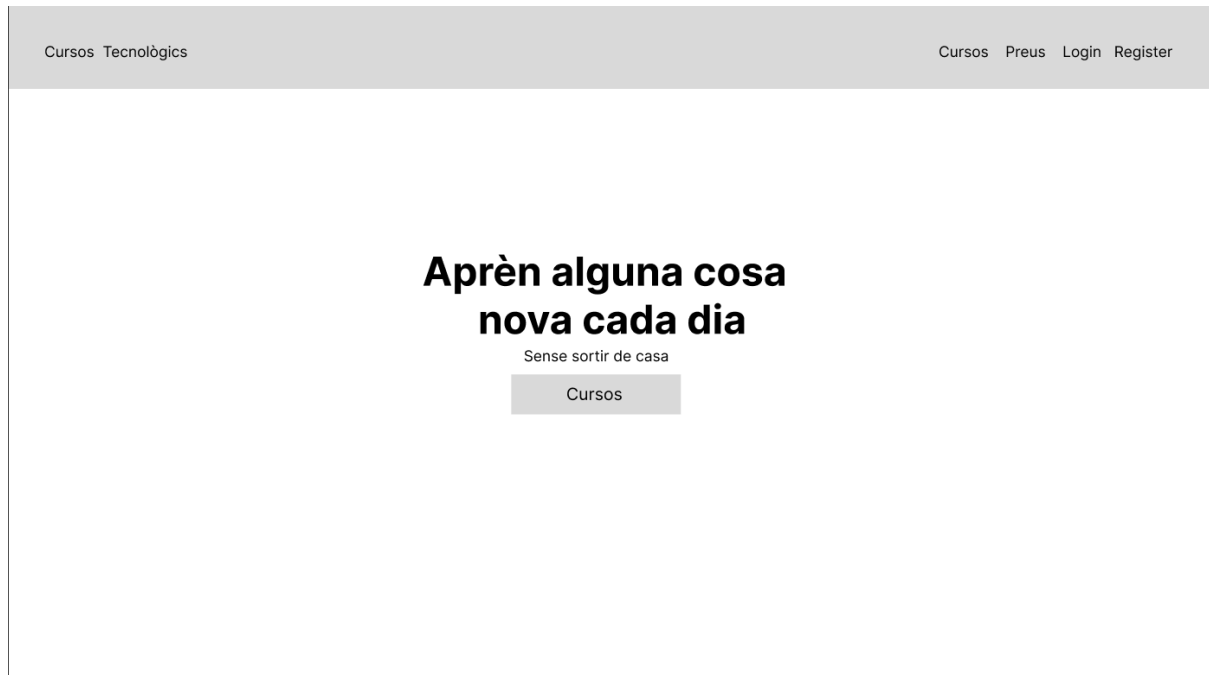 Cursos Tecnològics
Cursos Preus Login Register
Aprèn alguna cosa
nova cada dia
Sense sortir de casa
Cursos